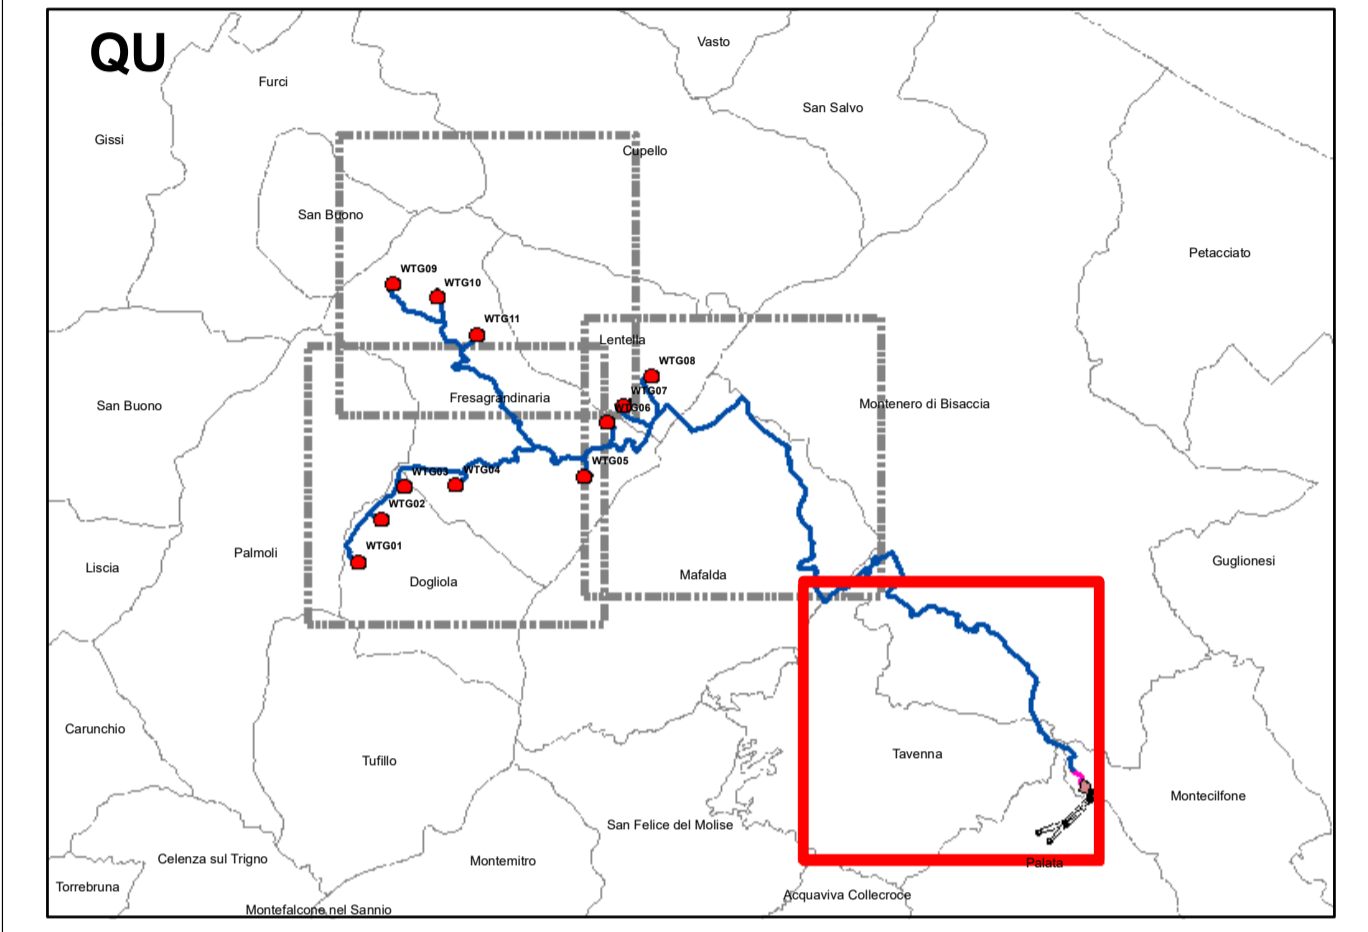 QU
Vasto
Furci
San Salvo
Gissi
Cupello
San Buono
Petacciato
WTG09
WTG10
WTG11
Lentella
WTG08
WTG07
Fresagrandinaria
San Buono
Montenero di Bisaccia
WTG06
WTG05
WTG03
WTG04
WTG02
WTG01
Palmoli
Liscia
Guglionesi
Dogliola
Mafalda
Carunchio
Tufillo
Tavenna
Montecilfone
San Felice del Molise
Celenza sul Trigno
Montemitro
Palata
Torrebruna
Acquaviva Collecroce
Montefalcone nel Sannio